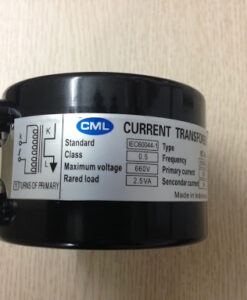 CML
CURRENT TRANSFOR
Standard IEC60044-1 Type
Class 0.5 Frequency
Maximum voltage 660V Primary current
Rared load 2.5VA Sencondar current
Made in
K
k
L
TURNS OF PRIMARY